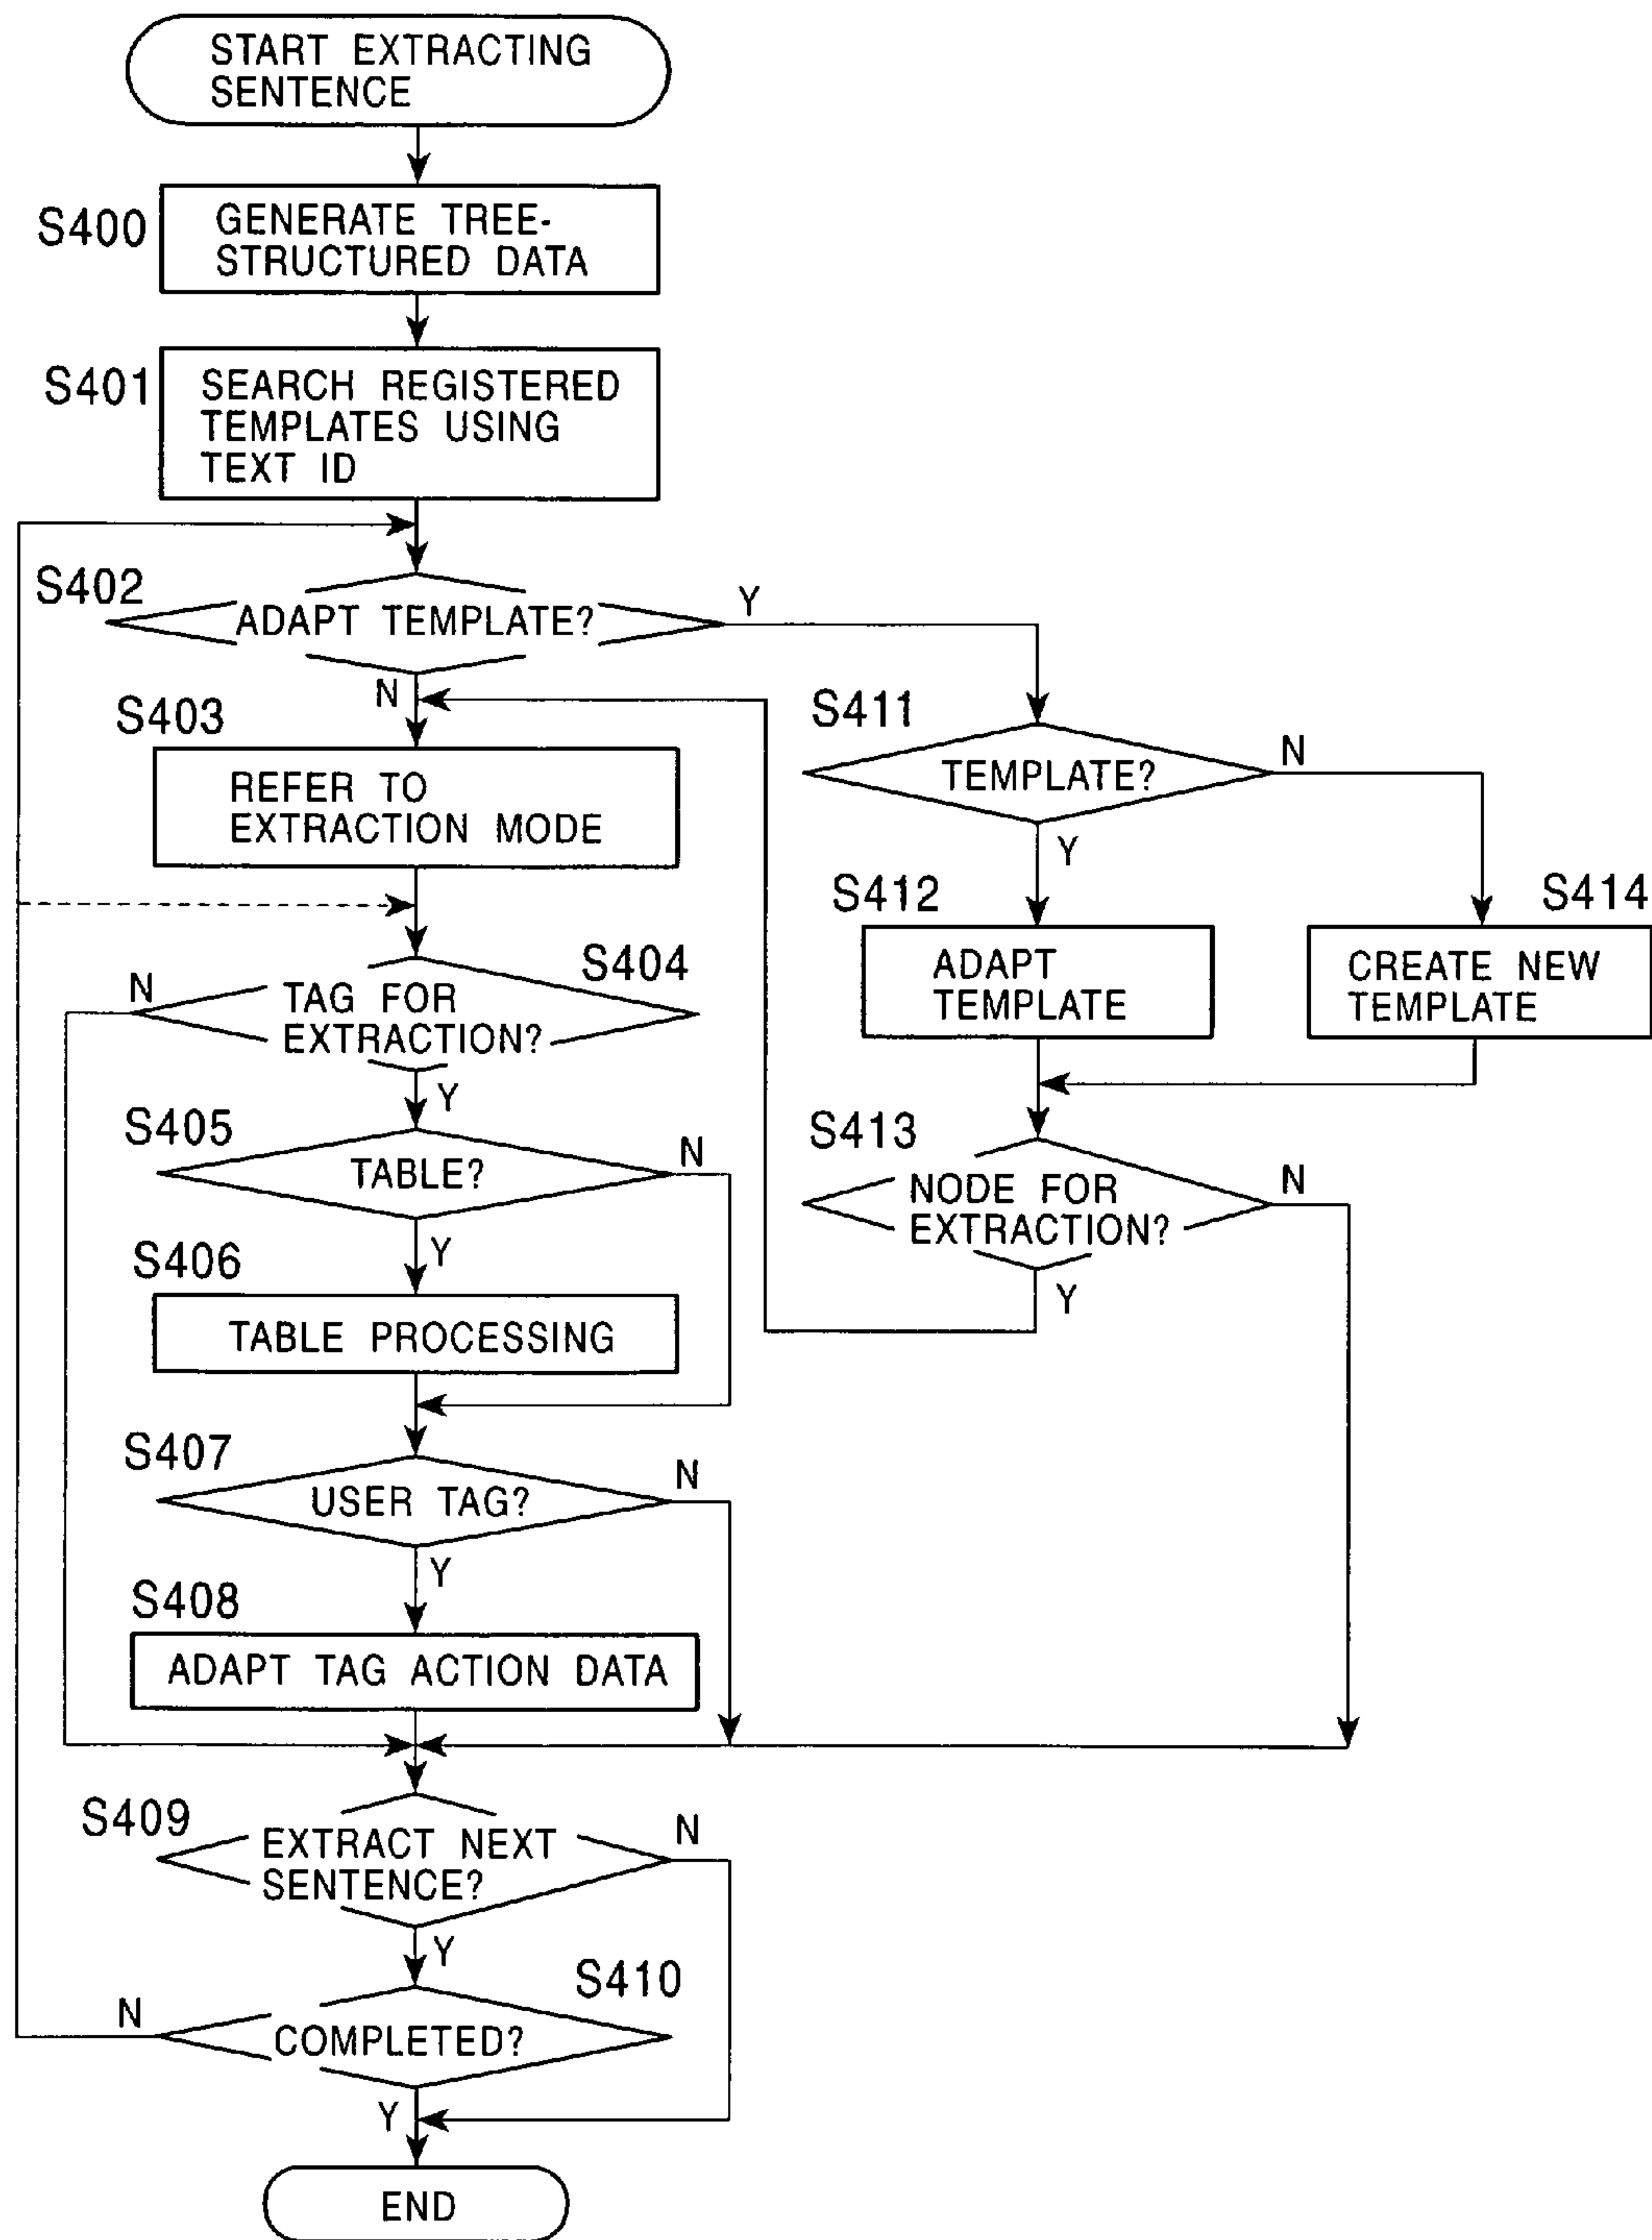 START EXTRACTING
SENTENCE
S400
GENERATE TREE-
STRUCTURED DATA
S401
SEARCH REGISTERED
TEMPLATES USING
TEXT ID
S402
ADAPT TEMPLATE?
Y
N
S403
REFER TO
EXTRACTION MODE
S411
TEMPLATE?
N
Y
S412
ADAPT
TEMPLATE
S414
CREATE NEW
TEMPLATE
S404
N
TAG FOR
EXTRACTION?
Y
S405
TABLE?
N
Y
S413
NODE FOR
EXTRACTION?
N
Y
S406
TABLE PROCESSING
S407
USER TAG?
N
Y
S408
ADAPT TAG ACTION DATA
S409
EXTRACT NEXT
SENTENCE?
N
Y
S410
N
COMPLETED?
Y
END